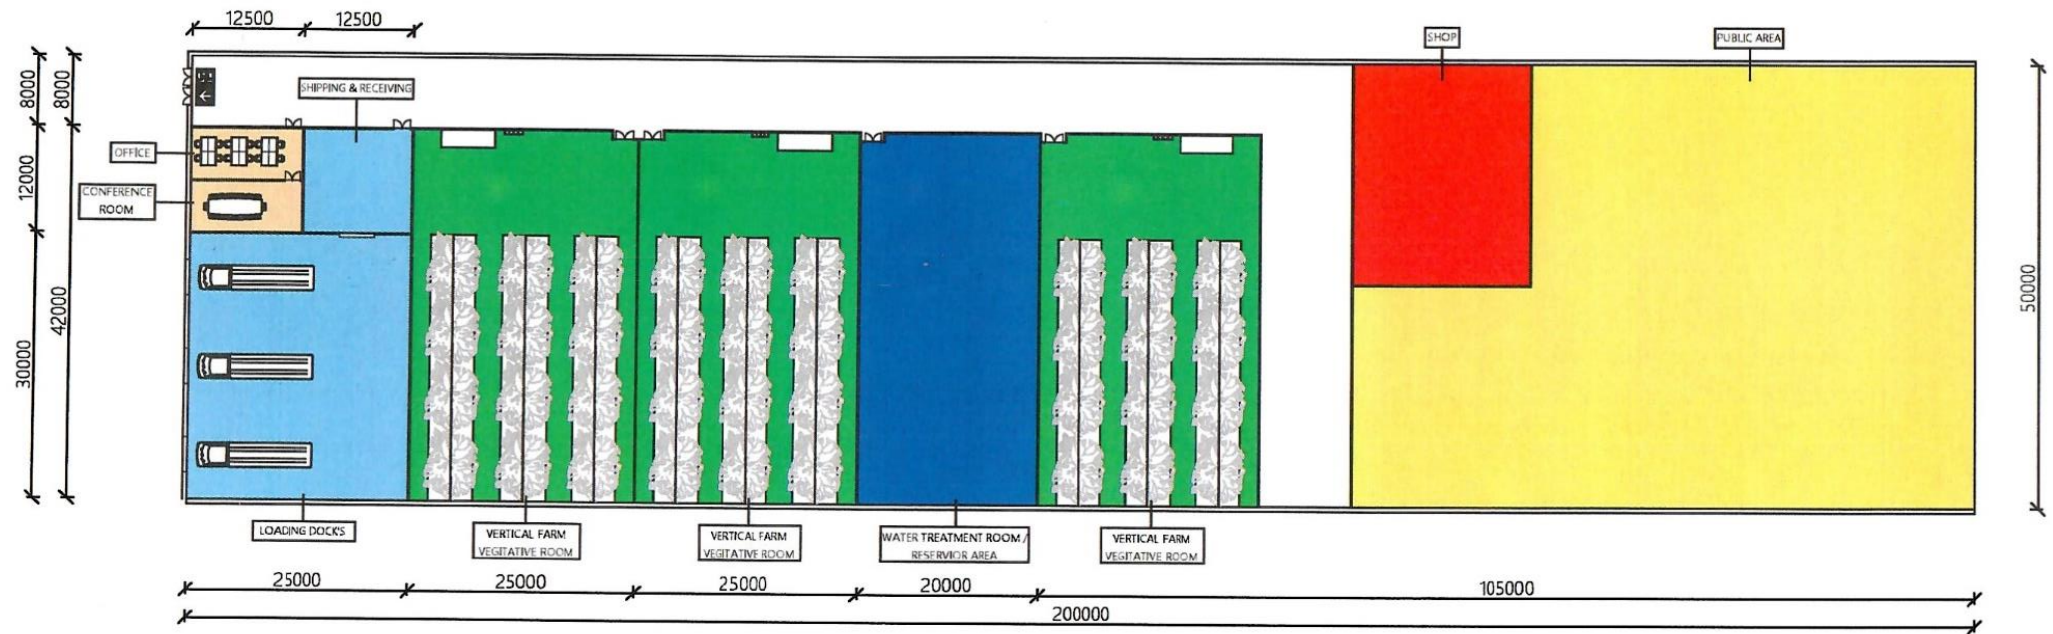 12500
12500
SHOP
PUBLIC AREA
8000
8000
SHIPPING & RECEIVING
OFFICE
CONFERENCE
ROOM
12000
42000
30000
50000
LOADING DOCK'S
VERTICAL FARM
VEGITATIVE ROOM
VERTICAL FARM
VEGITATIVE ROOM
WATER TREATMENT ROOM /
RESERVIOR AREA
VERTICAL FARM
VEGITATIVE ROOM
25000
25000
25000
20000
105000
200000